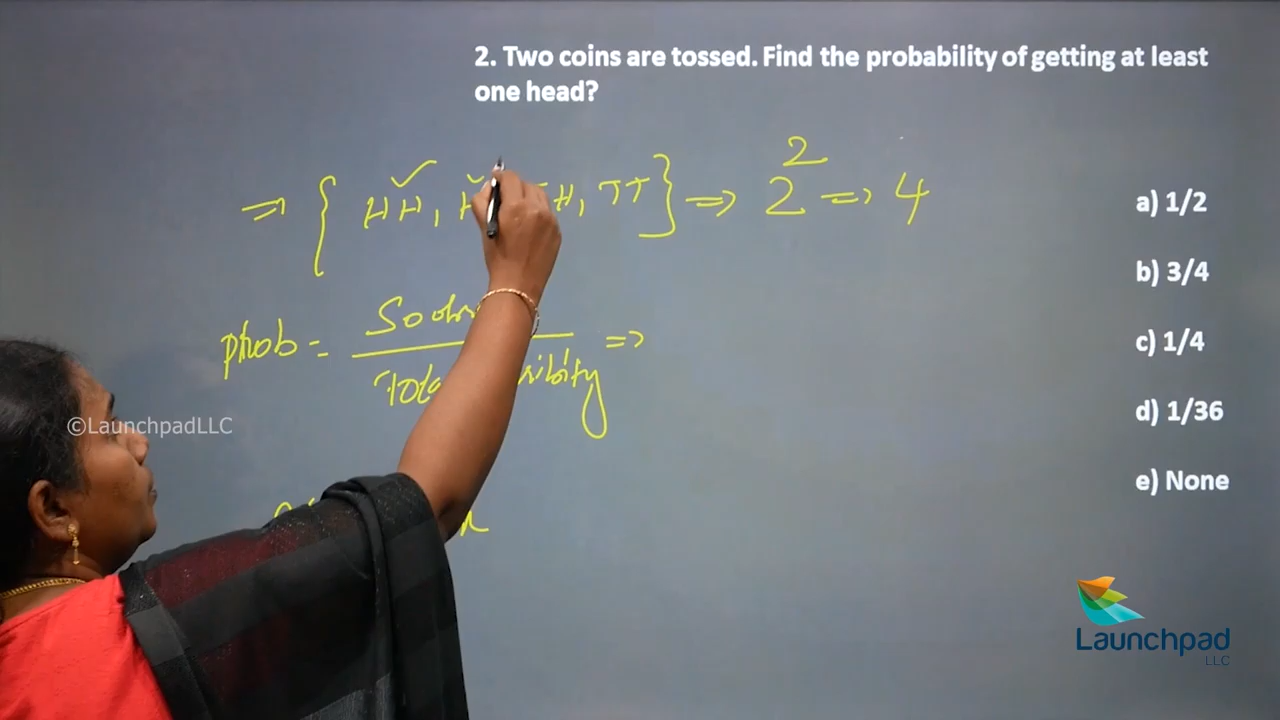 2. Two coins are tossed. Find the probability of getting at least
one head?
2
⇒ { HH, H, TT } ⇒ 2 ⇒ 4
a) 1/2
b) 3/4
prob = ⇒
c) 1/4
d) 1/36
©LaunchpadLLC
e) None
Launchpad
LLC